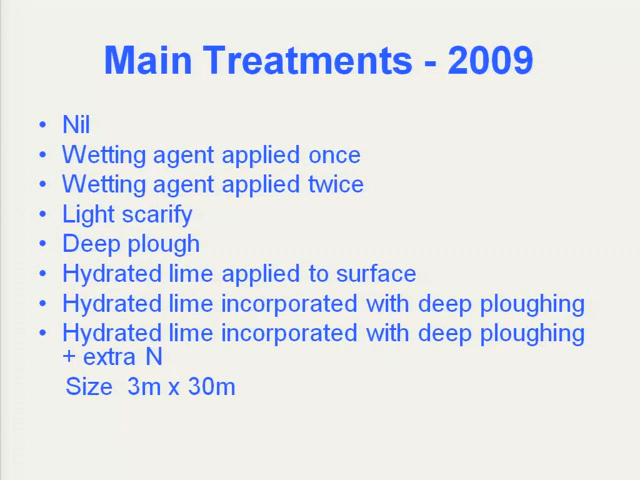 Main Treatments - 2009
• Nil
• Wetting agent applied once
• Wetting agent applied twice
• Light scarify
• Deep plough
• Hydrated lime applied to surface
• Hydrated lime incorporated with deep ploughing
• Hydrated lime incorporated with deep ploughing
+ extra N
Size 3m x 30m